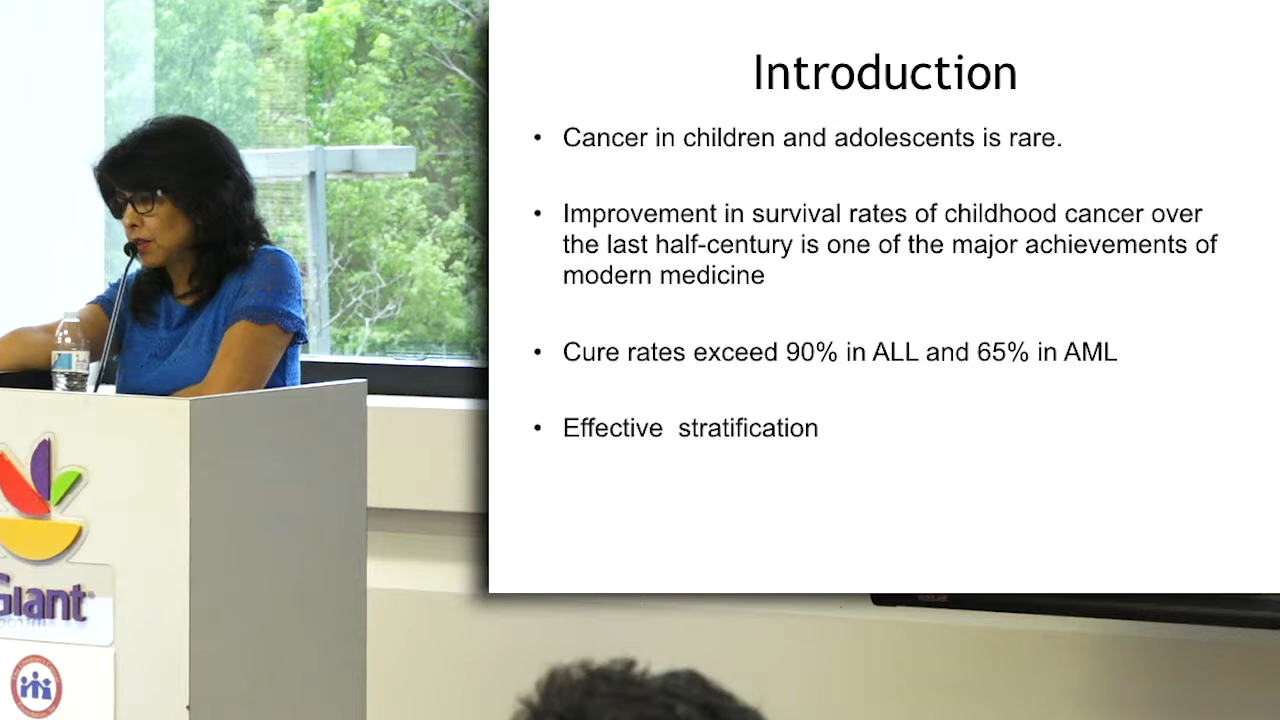 Introduction
• Cancer in children and adolescents is rare.
• Improvement in survival rates of childhood cancer over
the last half-century is one of the major achievements of
modern medicine
• Cure rates exceed 90% in ALL and 65% in AML
• Effective  stratification
Giant